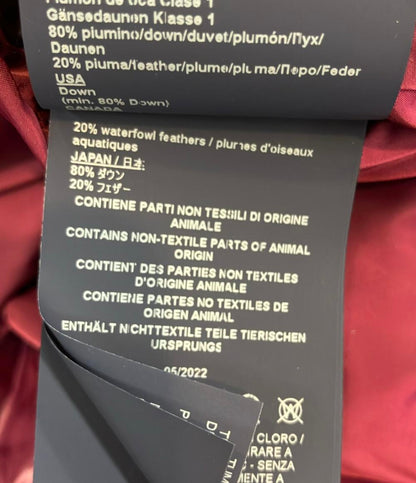 Gänsedaunen Klasse 1
80% piumino/down/duvet/plumón/Пух/
Daunen
20% piuma/feather/plume/pluma/Перо/Feder
USA
Down
(min. 80% Down)
CANADA
20% waterfowl feathers / plumes d'oiseaux
aquatiques
JAPAN / 日本
80% ダウン
20% フェザー
CONTIENE PARTI NON TESSILI DI ORIGINE
ANIMALE
CONTAINS NON-TEXTILE PARTS OF ANIMAL
ORIGIN
CONTIENT DES PARTIES NON TEXTILES
D'ORIGINE ANIMALE
CONTIENE PARTES NO TEXTILES DE
ORIGEN ANIMAL
ENTHÄLT NICHTTEXTILE TEILE TIERISCHEN
URSPRUNGS
05/2022
W
CLORO /
- SENZA